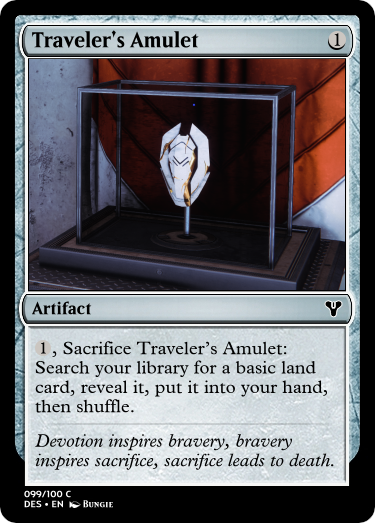 Traveler's Amulet 1
Artifact
1, Sacrifice Traveler's Amulet:
Search your library for a basic land
card, reveal it, put it into your hand,
then shuffle.
Devotion inspires bravery, bravery
inspires sacrifice, sacrifice leads to death.
099/100 C
DES • EN Bungie